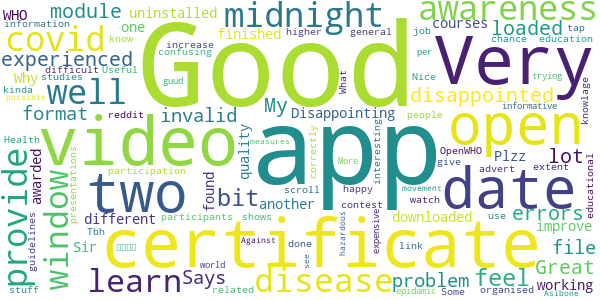 WHO module uninstalled one midnight awareness
information
covid
know finished increase higher general job per courses loaded tap
confusing
chance education
experienced
difficult
Useful
Good
Very
trying
Why studies
guud
What
Nice
My
Disappointing
disappointed
possible
well
kinda
reddit
invalid
informative
knowlage
format
people
Health
video
app
open
quality
correctly
interesting
More
measures
OpenWHO
Plzz
lot
provide
guidelines
awarded
window
presentations
participation
two
found
bit
another
scroll
happy
movement
give
advert
extent
educational
date
errors
different
participants shows
contest
watch
downloaded
use
improve
Tbh
Sir
certificate
Great
file
Says
Against
done
see
hazardous
expensive
link
working
stuff
learn
related
world
disease
problem
feel
epidamic
Some
organised
Asibone